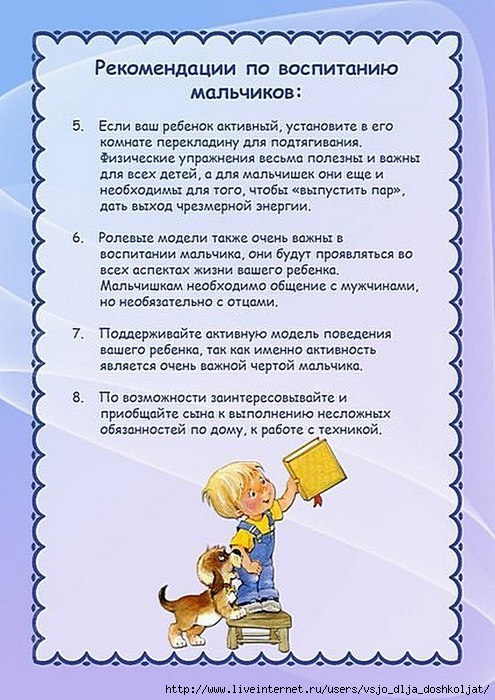 Рекомендации по воспитанию
мальчиков:
5. Если ваш ребенок активный, установите в его
комнате перекладину для подтягивания.
Физические упражнения весьма полезны и важны
для всех детей, а для мальчишек они еще и
необходимы для того, чтобы «выпустить пар»,
дать выход чрезмерной энергии.
6. Ролевые модели также очень важны в
воспитании мальчика, они будут проявляться во
всех аспектах жизни вашего ребенка.
Мальчишкам необходимо общение с мужчинами,
но необязательно с отцами.
7. Поддерживайте активную модель поведения
вашего ребенка, так как именно активность
является очень важной чертой мальчика.
8. По возможности заинтересовывайте и
приобщайте сына к выполнению несложных
обязанностей по дому, к работе с техникой.
http://www.liveinternet.ru/users/vsjo_dlja_doshkoljat/